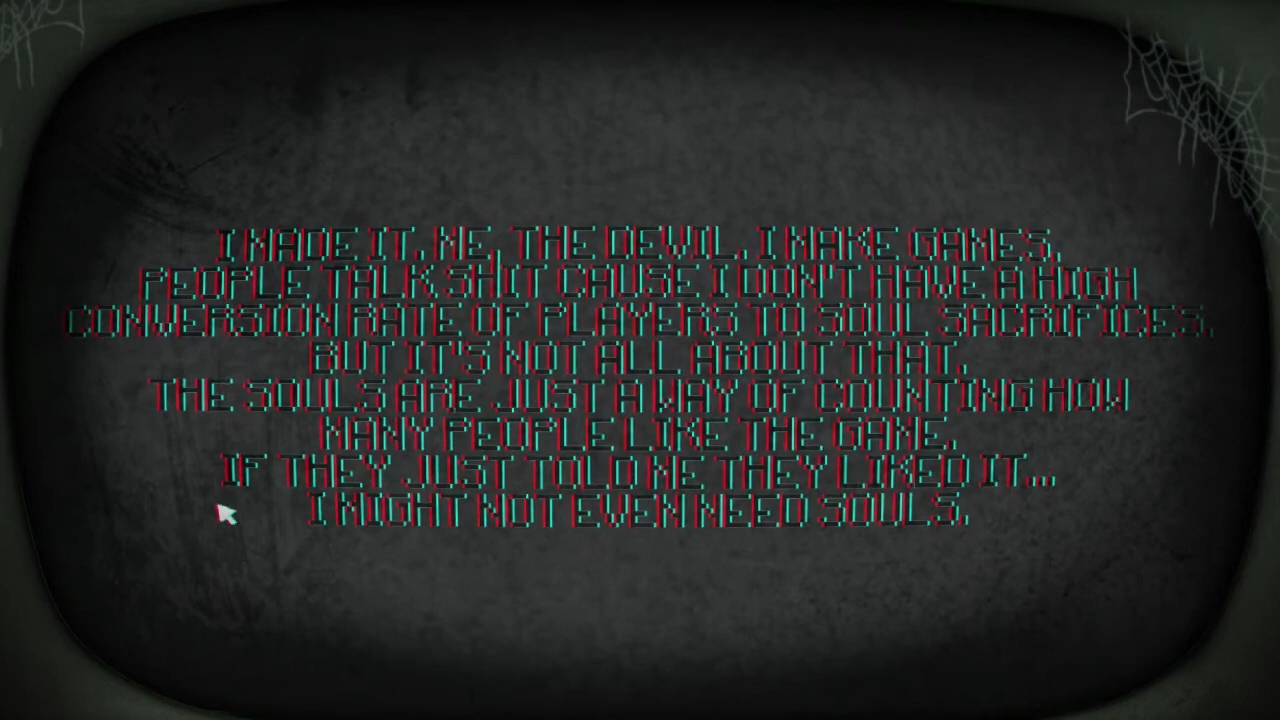 I MADE IT. ME, THE DEVIL. I MAKE GAMES.
PEOPLE TALK SHIT CAUSE I DON'T HAVE A HIGH
CONVERSION RATE OF PLAYERS TO SOUL SACRIFICES.
BUT IT'S NOT ALL ABOUT THAT.
THE SOULS ARE JUST A WAY OF COUNTING HOW
MANY PEOPLE LIKE THE GAME.
IF THEY JUST TOLD ME THEY LIKED IT...
I MIGHT NOT EVEN NEED SOULS.